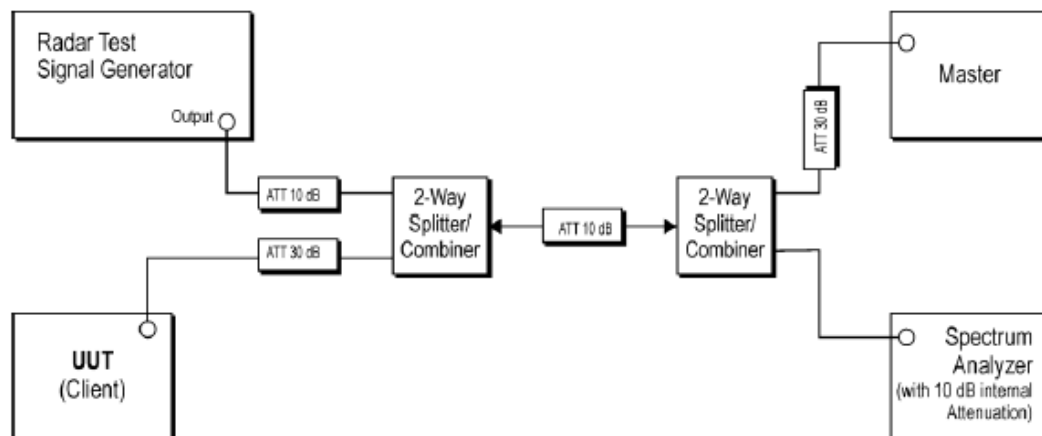 Radar Test
Signal Generator
Output
ATT 10 dB
2-Way
Splitter/
Combiner
ATT 30 dB
UUT
(Client)
ATT 10 dB
2-Way
Splitter/
Combiner
ATT 30 dB
Master
Spectrum
Analyzer
(with 10 dB internal
Attenuation)